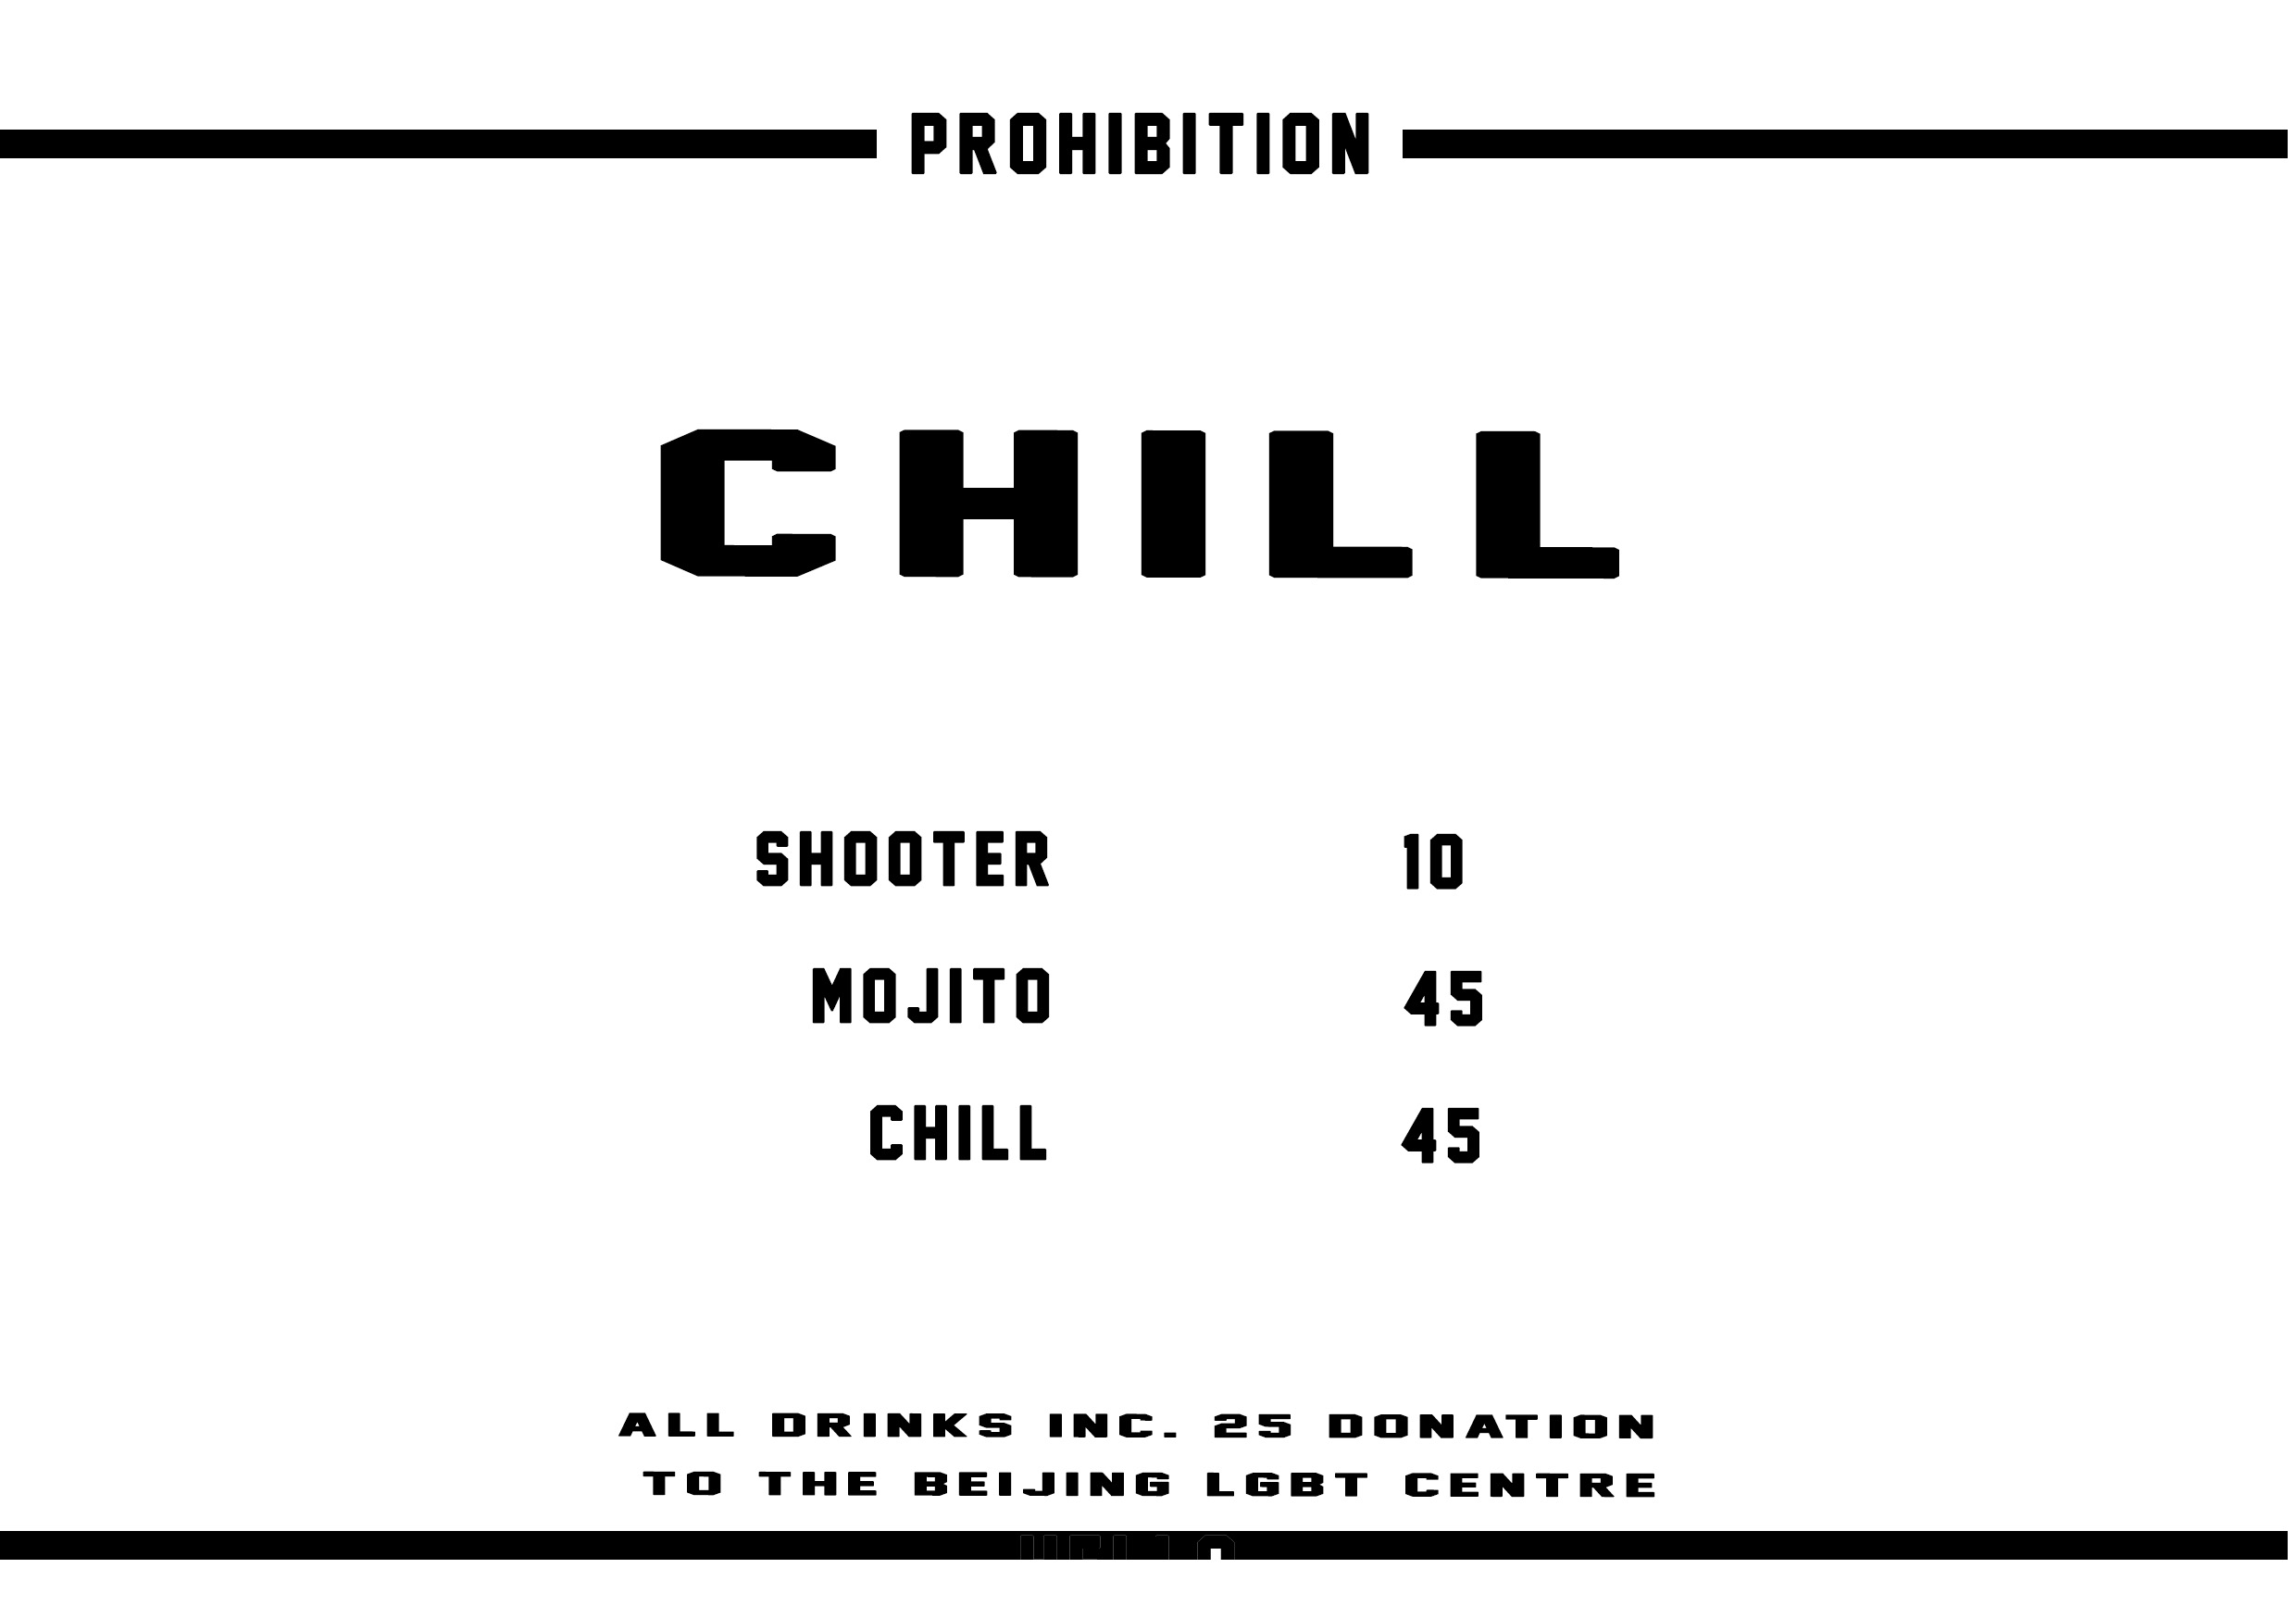 PROHIBITION
CHILL
SHOOTER 10
MOJITO 45
CHILL 45
ALL DRINKS INC. 25 DONATION
TO THE BEIJING LGBT CENTRE